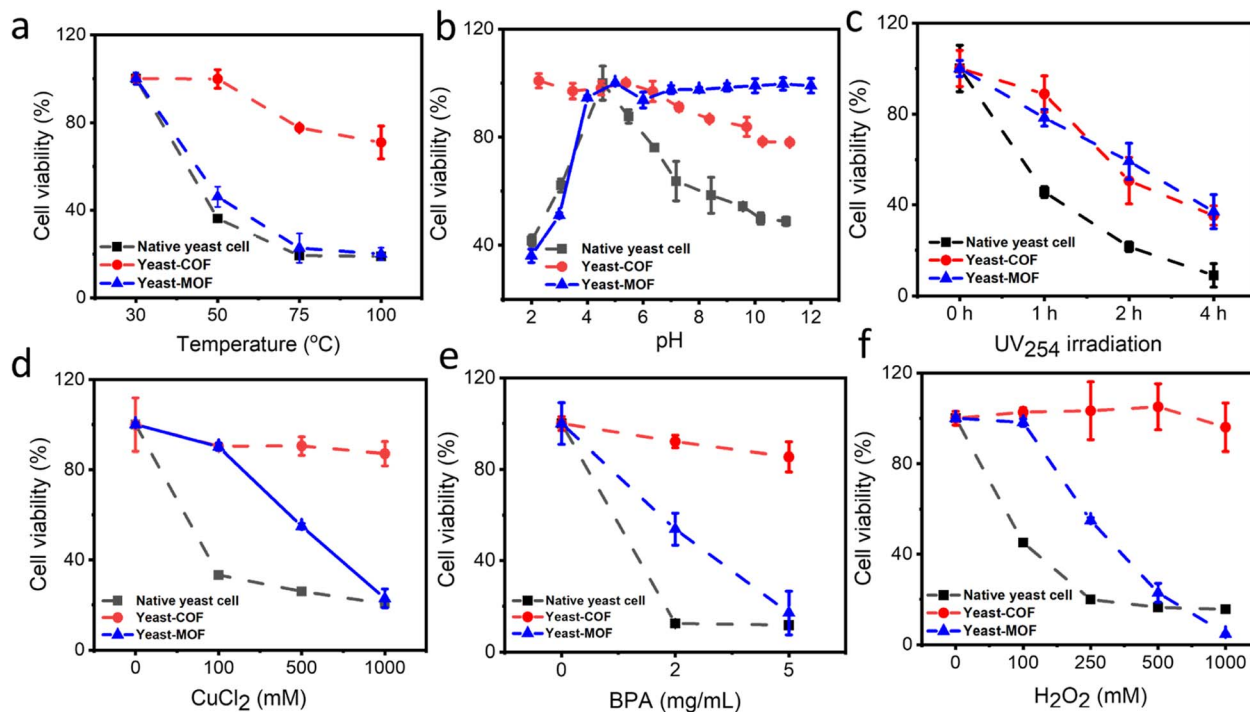 a
120
80
40
0
Cell viability (%)
Native yeast cell
Yeast-COF
Yeast-MOF
30 50 75 100
Temperature (°C)
b
120
80
40
Cell viability (%)
Native yeast cell
Yeast-COF
Yeast-MOF
2 4 6 8 10 12
pH
c
120
80
40
0
Cell viability (%)
Native yeast cell
Yeast-COF
Yeast-MOF
0 h 1 h 2 h 4 h
UV254 irradiation
d
120
80
40
0
Cell viability (%)
Native yeast cell
Yeast-COF
Yeast-MOF
0 100 500 1000
CuCl2 (mM)
e
120
80
40
0
Cell viability (%)
Native yeast cell
Yeast-COF
Yeast-MOF
0 2 5
BPA (mg/mL)
f
120
80
40
0
Cell viability (%)
Native yeast cell
Yeast-COF
Yeast-MOF
0 100 250 500 1000
H2O2 (mM)